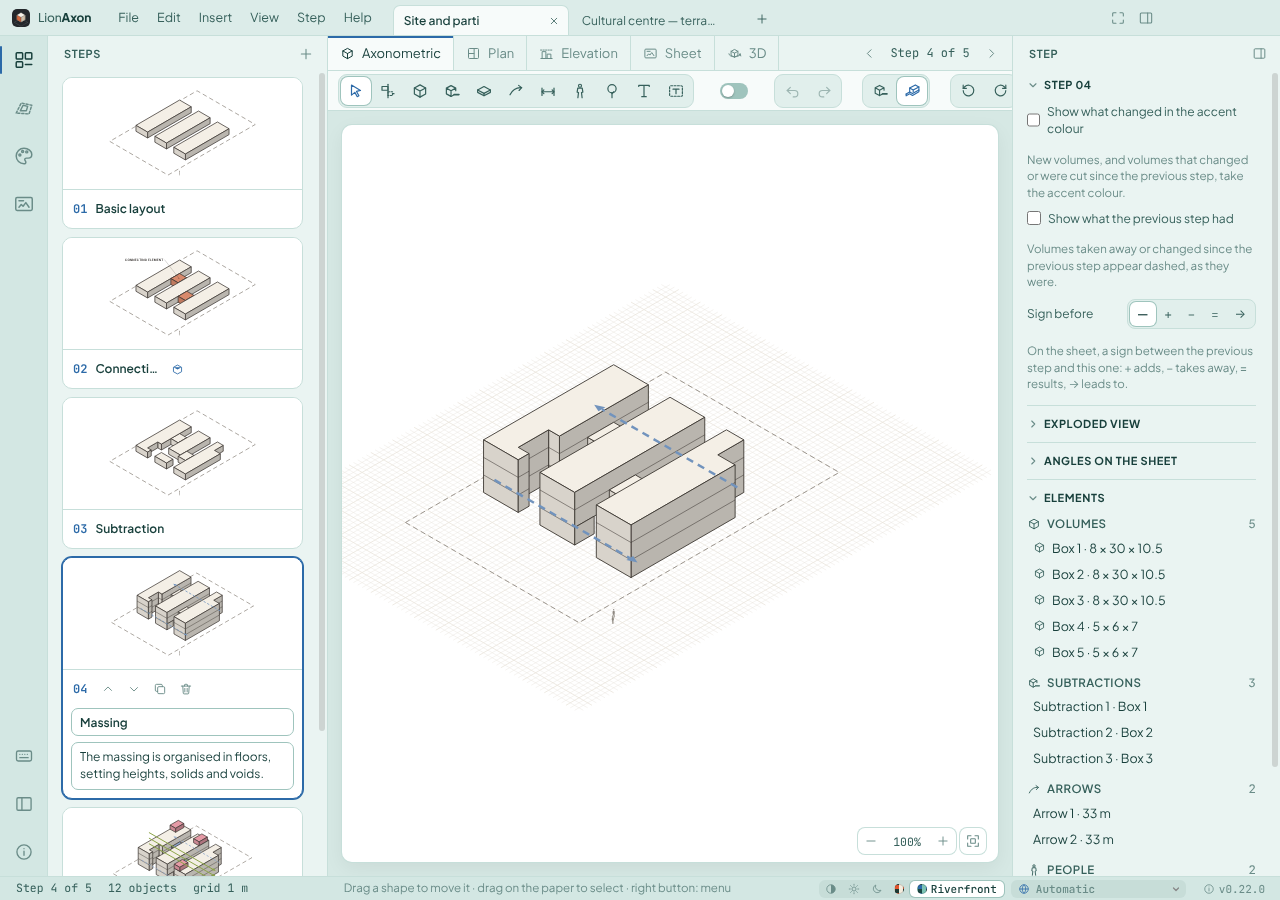 LionAxon
File Edit Insert View Step Help
Site and parti
Cultural centre — terra…
STEPS
01 Basic layout
CONNECTING ELEMENT
02 Connecti…
03 Subtraction
04
Massing
The massing is organised in floors,
setting heights, solids and voids.
Axonometric Plan Elevation Sheet 3D
Step 4 of 5
100%
STEP
STEP 04
Show what changed in the accent
colour
New volumes, and volumes that changed
or were cut since the previous step, take
the accent colour.
Show what the previous step had
Volumes taken away or changed since the
previous step appear dashed, as they
were.
Sign before — + − = →
On the sheet, a sign between the previous
step and this one: + adds, − takes away, =
results, → leads to.
EXPLODED VIEW
ANGLES ON THE SHEET
ELEMENTS
VOLUMES 5
Box 1 · 8 × 30 × 10.5
Box 2 · 8 × 30 × 10.5
Box 3 · 8 × 30 × 10.5
Box 4 · 5 × 6 × 7
Box 5 · 5 × 6 × 7
SUBTRACTIONS 3
Subtraction 1 · Box 1
Subtraction 2 · Box 2
Subtraction 3 · Box 3
ARROWS 2
Arrow 1 · 33 m
Arrow 2 · 33 m
PEOPLE 2
Step 4 of 5 12 objects grid 1 m
Drag a shape to move it · drag on the paper to select · right button: menu
Riverfront
Automatic
v0.22.0